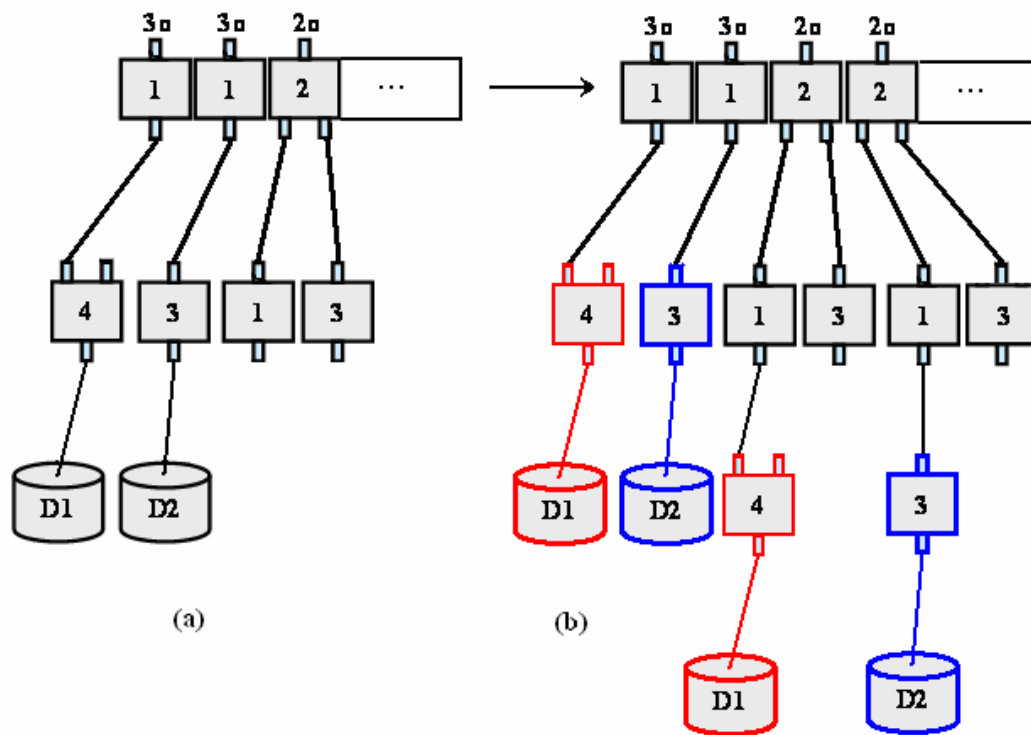 3▫ 3▫ 2▫ 3▫ 3▫ 2▫ 2▫
1 1 2 ... 1 1 2 2 ...
4 3 1 3 4 3 1 3 1 3
D1 D2 D1 D2 4 3
(a) (b)
D1 D2